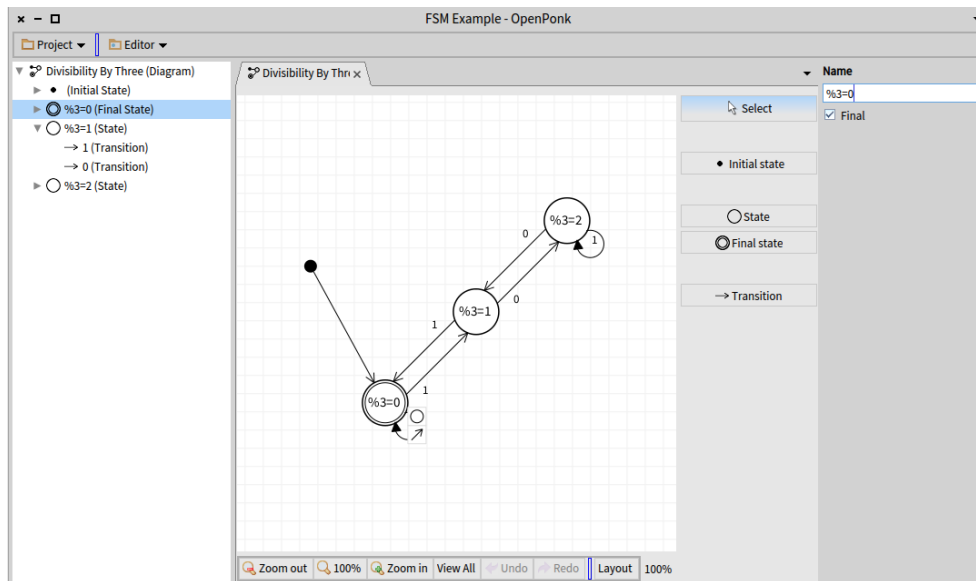 FSM Example - OpenPonk
Project
Editor
Divisibility By Three (Diagram)
(Initial State)
%3=0 (Final State)
%3=1 (State)
1 (Transition)
0 (Transition)
%3=2 (State)
Divisibility By Thr
%3=2
0
1
%3=1
0
1
%3=0
1
Select
Initial state
State
Final state
Transition
Name
%3=0
Final
Zoom out
100%
Zoom in
View All
Undo
Redo
Layout
100%